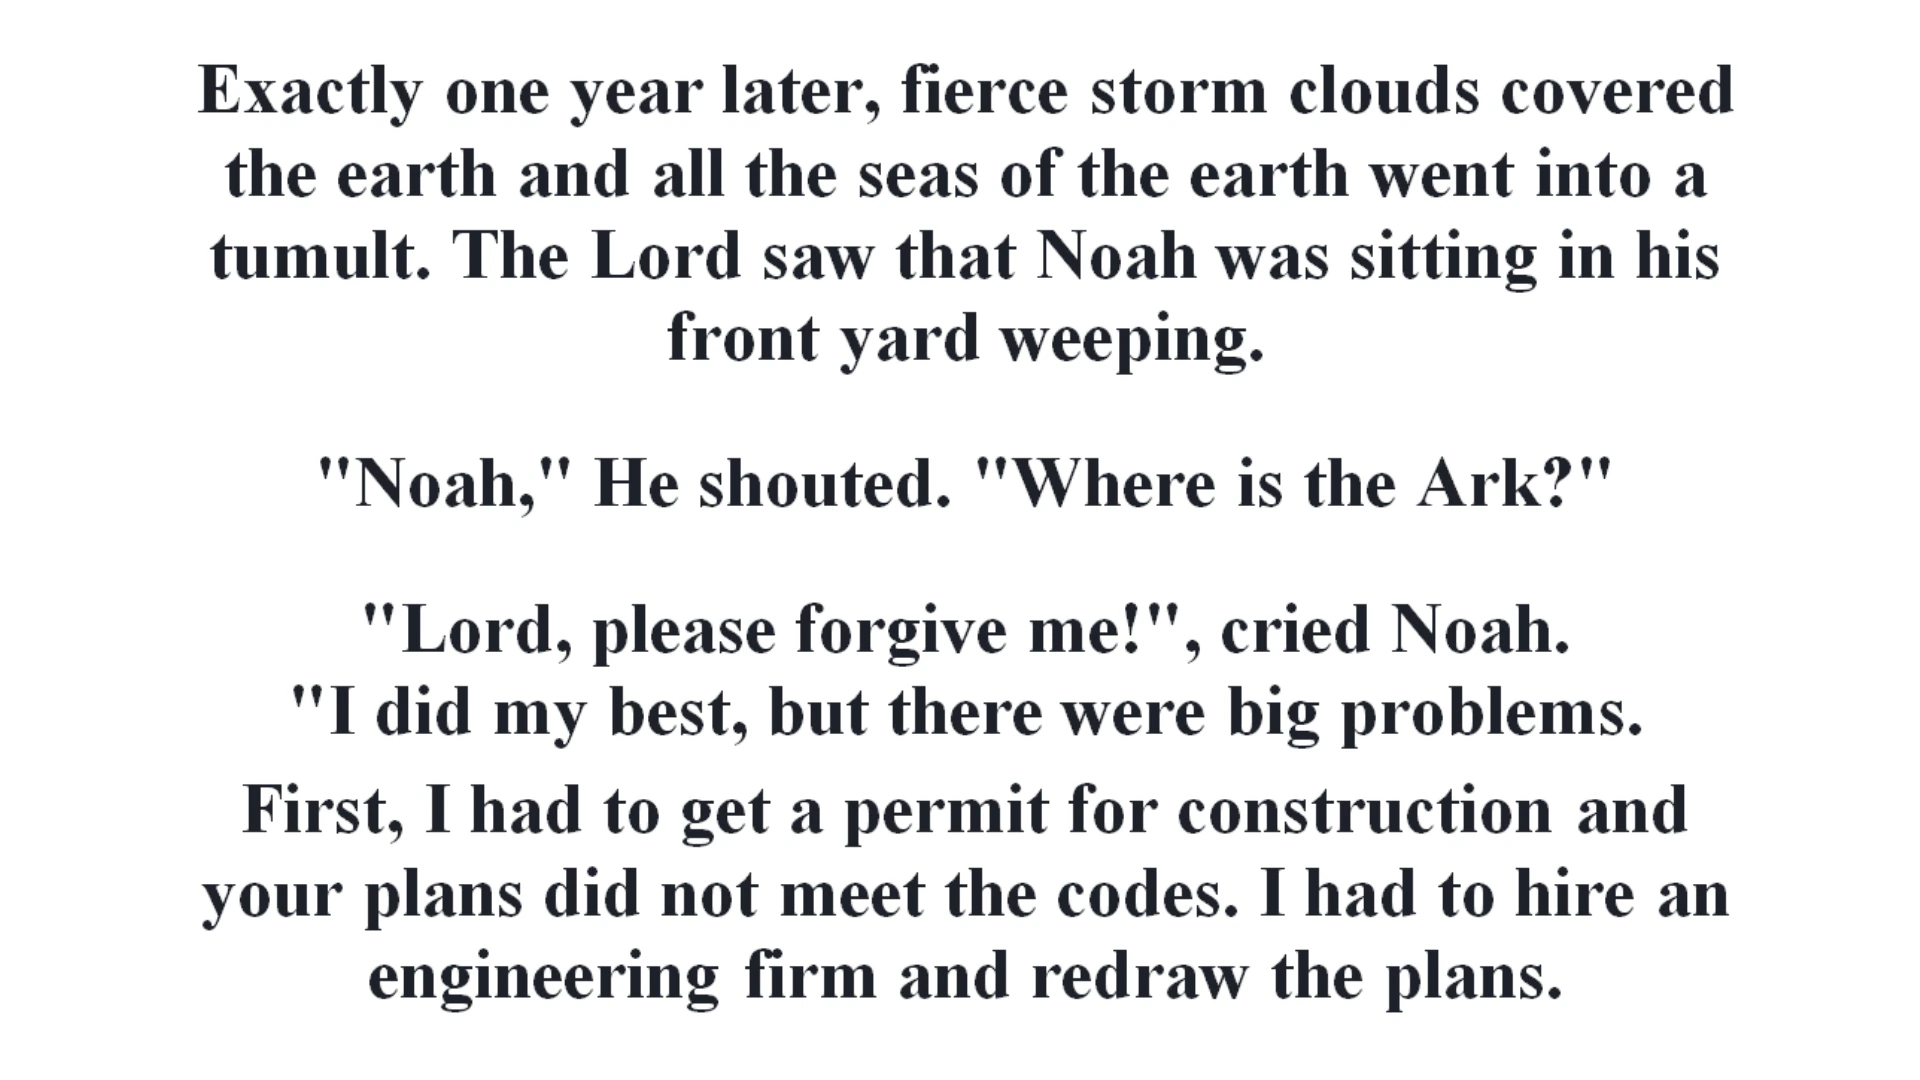 Exactly one year later, fierce storm clouds covered
the earth and all the seas of the earth went into a
tumult. The Lord saw that Noah was sitting in his
front yard weeping.
"Noah," He shouted. "Where is the Ark?"
"Lord, please forgive me!", cried Noah.
"I did my best, but there were big problems.
First, I had to get a permit for construction and
your plans did not meet the codes. I had to hire an
engineering firm and redraw the plans.